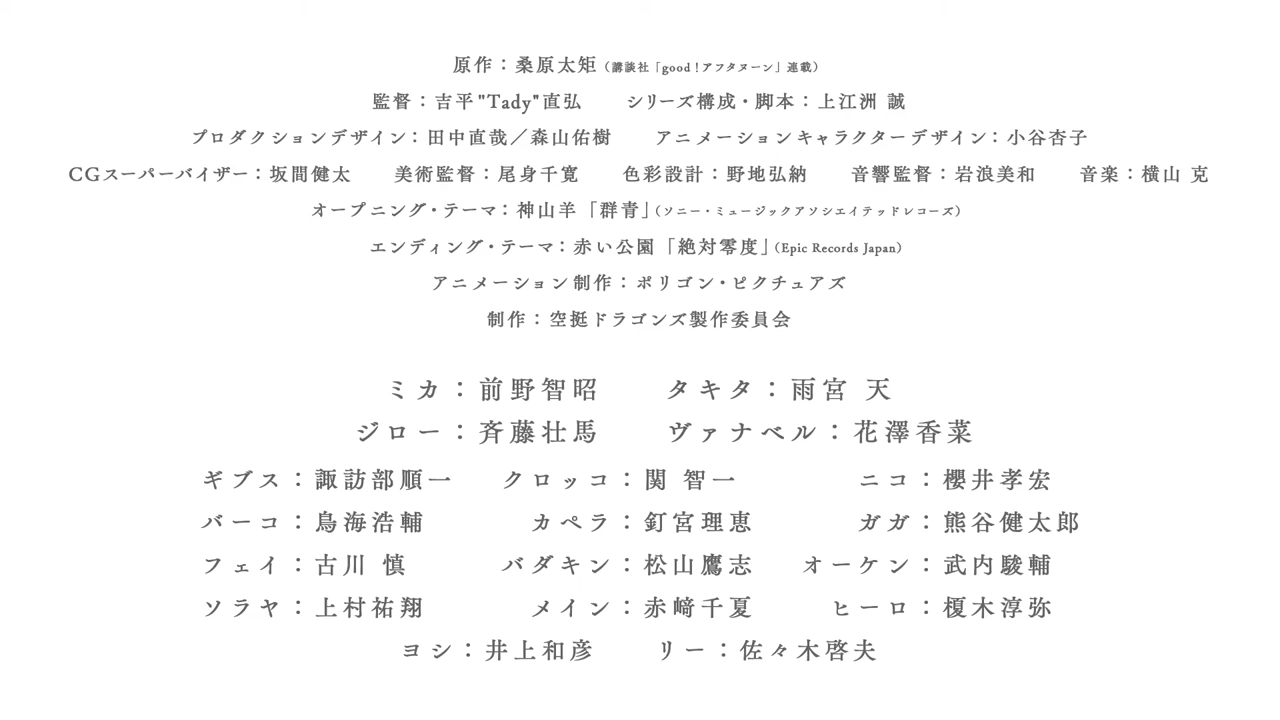 原作：桑原太矩（講談社「good！アフタヌーン」連載）
監督：吉平"Tady"直弘　シリーズ構成・脚本：上江洲 誠
プロダクションデザイン：田中直哉／森山佑樹　アニメーションキャラクターデザイン：小谷杏子
CGスーパーバイザー：坂間健太　美術監督：尾身千寛　色彩設計：野地弘納　音響監督：岩浪美和　音楽：横山 克
オープニング・テーマ：神山羊「群青」（ソニー・ミュージックアソシエイテッドレコーズ）
エンディング・テーマ：赤い公園「絶対零度」（Epic Records Japan）
アニメーション制作：ポリゴン・ピクチュアズ
制作：空挺ドラゴンズ製作委員会
ミカ：前野智昭　タキタ：雨宮 天
ジロー：斉藤壮馬　ヴァナベル：花澤香菜
ギブス：諏訪部順一　クロッコ：関 智一　ニコ：櫻井孝宏
バーコ：鳥海浩輔　カペラ：釘宮理恵　ガガ：熊谷健太郎
フェイ：古川 慎　バダキン：松山鷹志　オーケン：武内駿輔
ソラヤ：上村祐翔　メイン：赤﨑千夏　ヒーロ：榎木淳弥
ヨシ：井上和彦　リー：佐々木啓夫